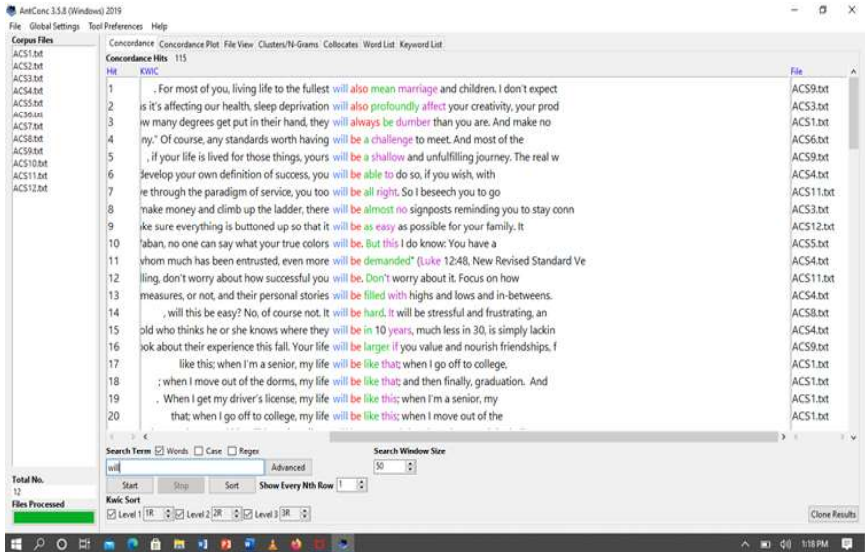 AntConc 3.5.8 (Windows) 2019
File Global Settings Tool Preferences Help
Corpus Files
ACS1.txt
ACS2.txt
ACS3.txt
ACS4.txt
ACS5.txt
ACS6.txt
ACS7.txt
ACS8.txt
ACS9.txt
ACS10.txt
ACS11.txt
ACS12.txt
Total No.
12
Files Processed
Concordance Concordance Plot File View Clusters/N-Grams Collocates Word List Keyword List
Concordance Hits 115
Hit KWIC File
1 . For most of you, living life to the fullest will also mean marriage and children. I don't expect ACS9.txt
2 is it's affecting our health, sleep deprivation will also profoundly affect your creativity, your prod ACS3.txt
3 ow many degrees get put in their hand, they will always be dumber than you are. And make no ACS1.txt
4 ny." Of course, any standards worth having will be a challenge to meet. And most of the ACS6.txt
5 , if your life is lived for those things, yours will be a shallow and unfulfilling journey. The real w ACS9.txt
6 develop your own definition of success, you will be able to do so, if you wish, with ACS4.txt
7 ve through the paradigm of service, you too will be all right. So I beseech you to go ACS11.txt
8 make money and climb up the ladder, there will be almost no signposts reminding you to stay conn ACS3.txt
9 ke sure everything is buttoned up so that it will be as easy as possible for your family. It ACS12.txt
10 'aban, no one can say what your true colors will be. But this I do know: You have a ACS5.txt
11 whom much has been entrusted, even more will be demanded" (Luke 12:48, New Revised Standard Ve ACS4.txt
12 lling, don't worry about how successful you will be. Don't worry about it. Focus on how ACS11.txt
13 measures, or not, and their personal stories will be filled with highs and lows and in-betweens. ACS4.txt
14 , will this be easy? No, of course not. It will be hard. It will be stressful and frustrating, an ACS8.txt
15 old who thinks he or she knows where they will be in 10 years, much less in 30, is simply lackin ACS4.txt
16 ook about their experience this fall. Your life will be larger if you value and nourish friendships, f ACS9.txt
17 like this; when I'm a senior, my life will be like that; when I go off to college, ACS1.txt
18 ; when I move out of the dorms, my life will be like that; and then finally, graduation. And ACS1.txt
19 . When I get my driver's license, my life will be like this; when I'm a senior, my ACS1.txt
20 that; when I go off to college, my life will be like this; when I move out of the ACS1.txt
Search Term Words Case Regex Search Window Size
will Advanced 50
Start Stop Sort Show Every Nth Row 1
Kwic Sort
Level 1 1R Level 2 2R Level 3 3R Clone Results
1:18 PM